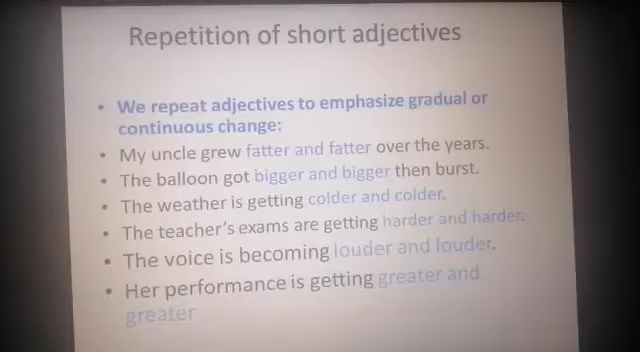 Repetition of short adjectives
• We repeat adjectives to emphasize gradual or
continuous change:
• My uncle grew fatter and fatter over the years.
• The balloon got bigger and bigger then burst.
• The weather is getting colder and colder.
• The teacher's exams are getting harder and harder.
• The voice is becoming louder and louder.
• Her performance is getting greater and
greater